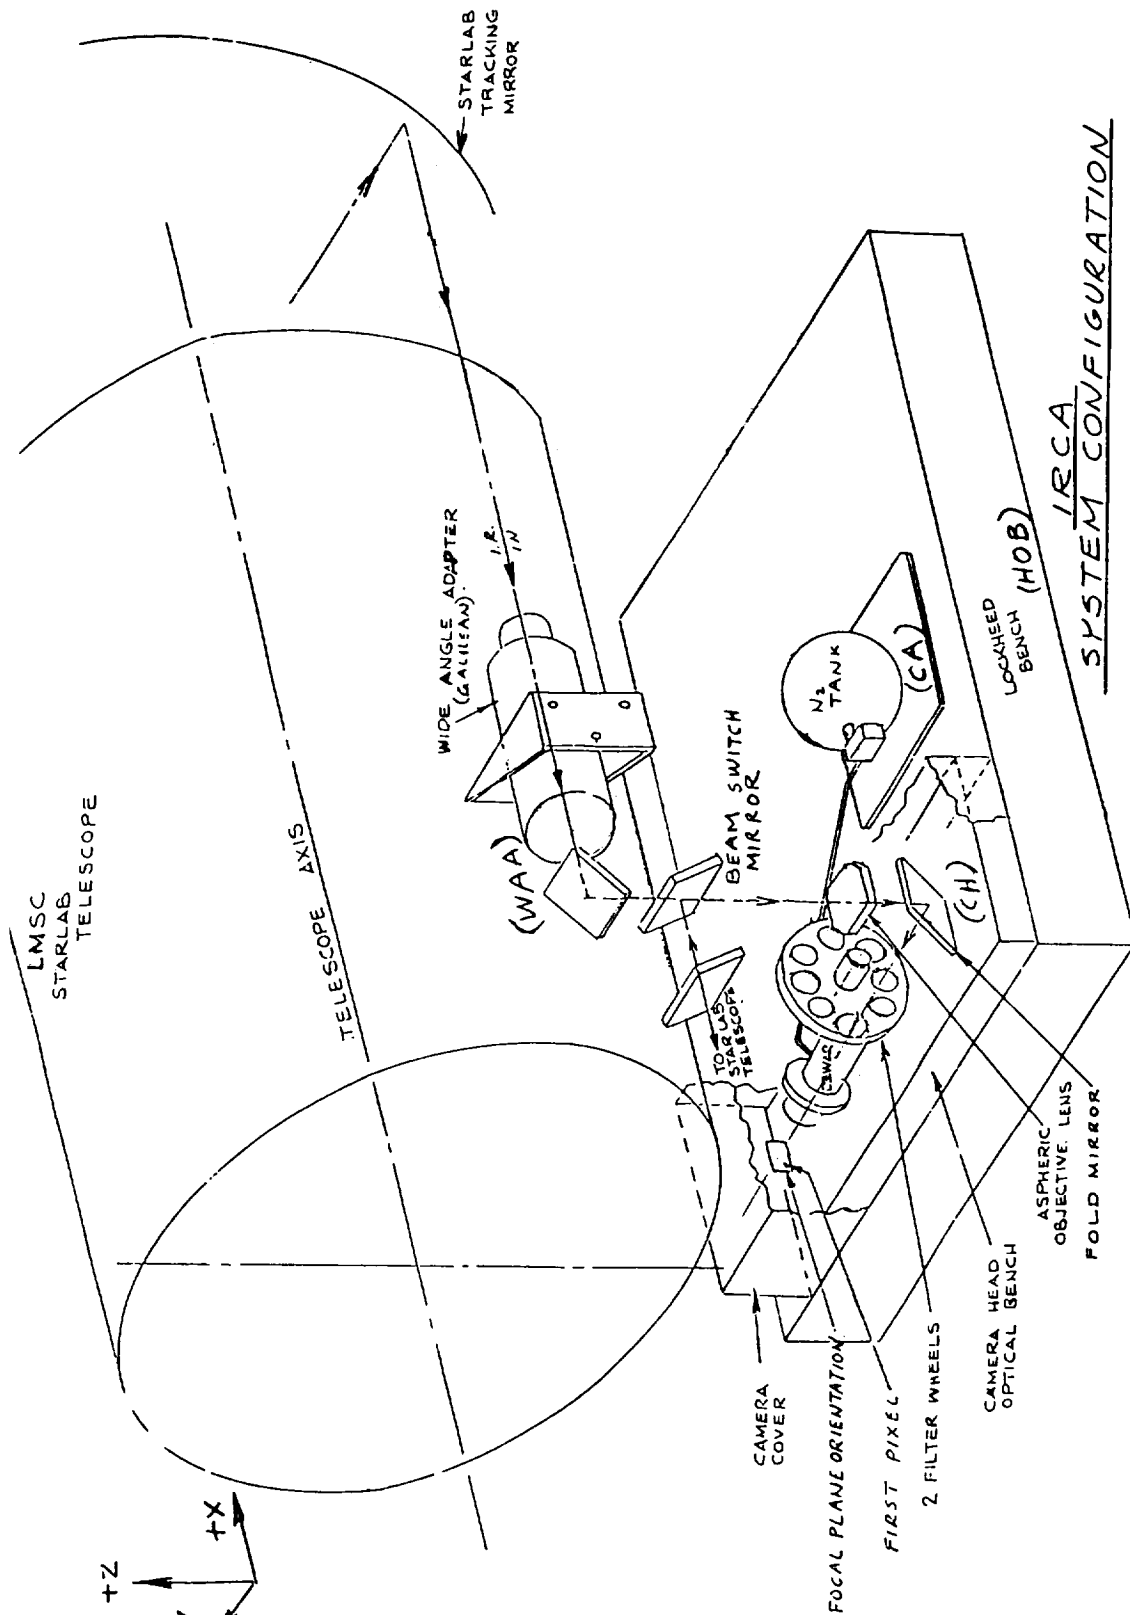 LMSC
STARLAB
TELESCOPE
STARLAB
TRACKING
MIRROR
TELESCOPE AXIS
WIDE ANGLE ADAPTER
(GALILEAN).
I.R.
IN
(WAA)
BEAM SWITCH
MIRROR
N2
TANK
(CA)
LOCKHEED
BENCH
(HOB)
(CH)
TO
STARLAB
TELESCOPE
DEWAR
CAMERA
COVER
FOCAL PLANE ORIENTATION
FIRST PIXEL
2 FILTER WHEELS
CAMERA HEAD
OPTICAL BENCH
ASPHERIC
OBJECTIVE LENS
FOLD MIRROR
+Z
+X
IRCA
SYSTEM CONFIGURATION